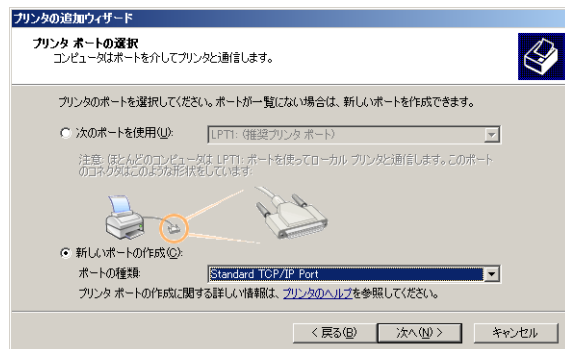 プリンタの追加ウィザード
プリンタ ポートの選択
コンピュータはポートを介してプリンタと通信します。
プリンタのポートを選択してください。ポートが一覧にない場合は、新しいポートを作成できます。
次のポートを使用(U):
LPT1: (推奨プリンタ ポート)
注意: ほとんどのコンピュータは LPT1: ポートを使ってローカル プリンタと通信します。このポート
のコネクタはこのような形状をしています:
新しいポートの作成(C):
ポートの種類:
Standard TCP/IP Port
プリンタ ポートの作成に関する詳しい情報は、プリンタのヘルプを参照してください。
< 戻る(B)
次へ(N) >
キャンセル